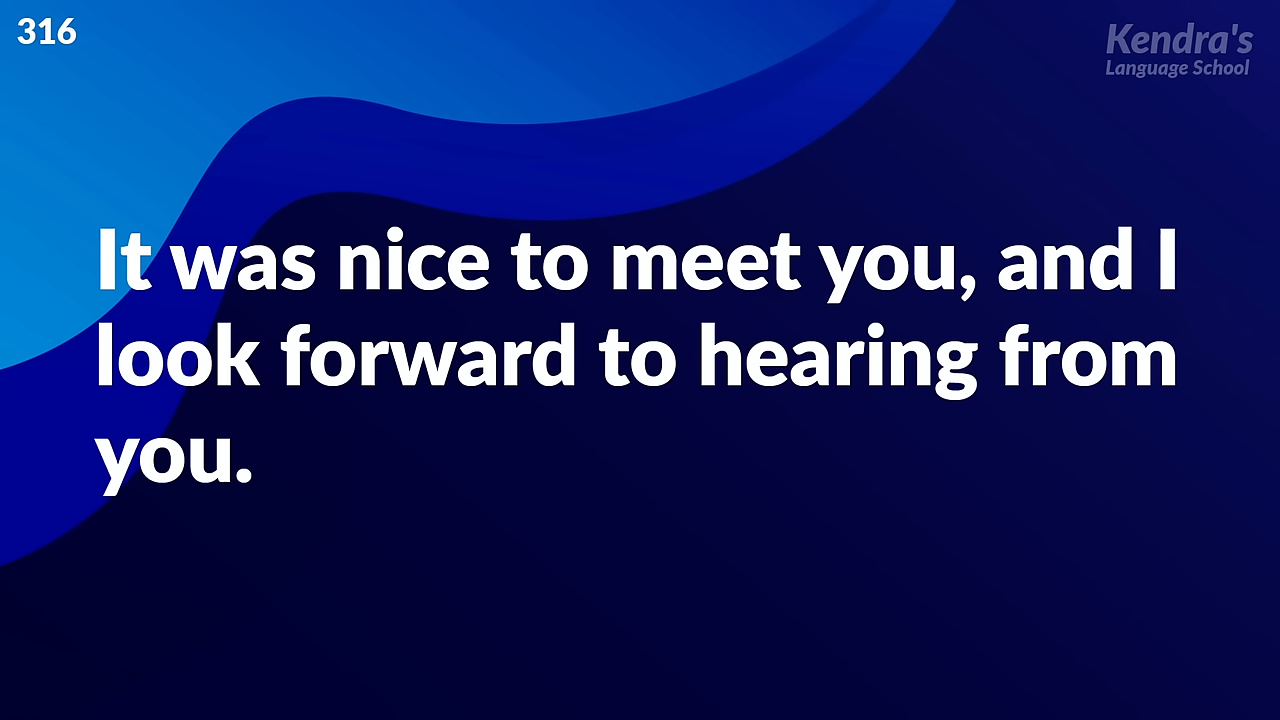 316
Kendra's
Language School
It was nice to meet you, and I
look forward to hearing from
you.